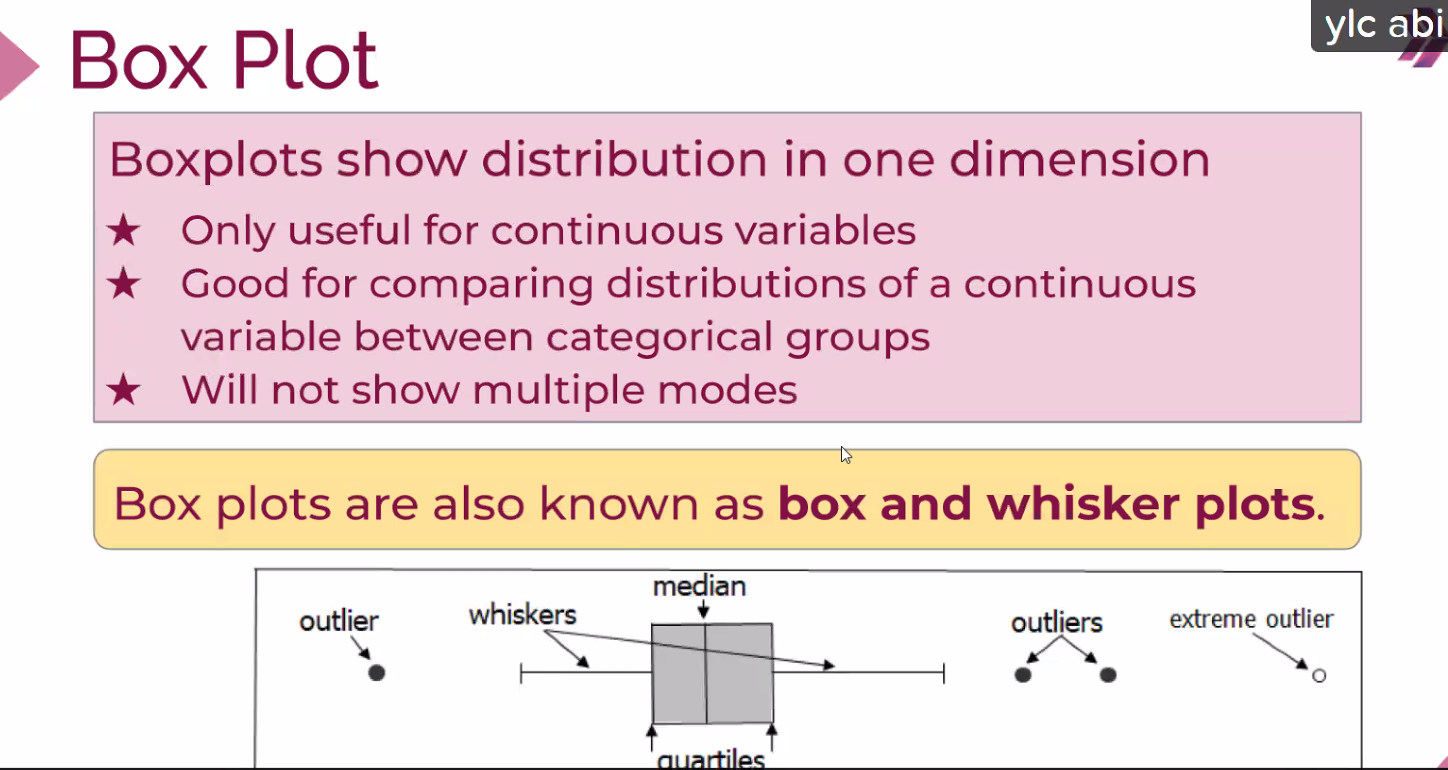 ylc abi
Box Plot
Boxplots show distribution in one dimension
★ Only useful for continuous variables
★ Good for comparing distributions of a continuous
variable between categorical groups
★ Will not show multiple modes
Box plots are also known as box and whisker plots.
median
outlier
whiskers
outliers
extreme outlier
quartiles